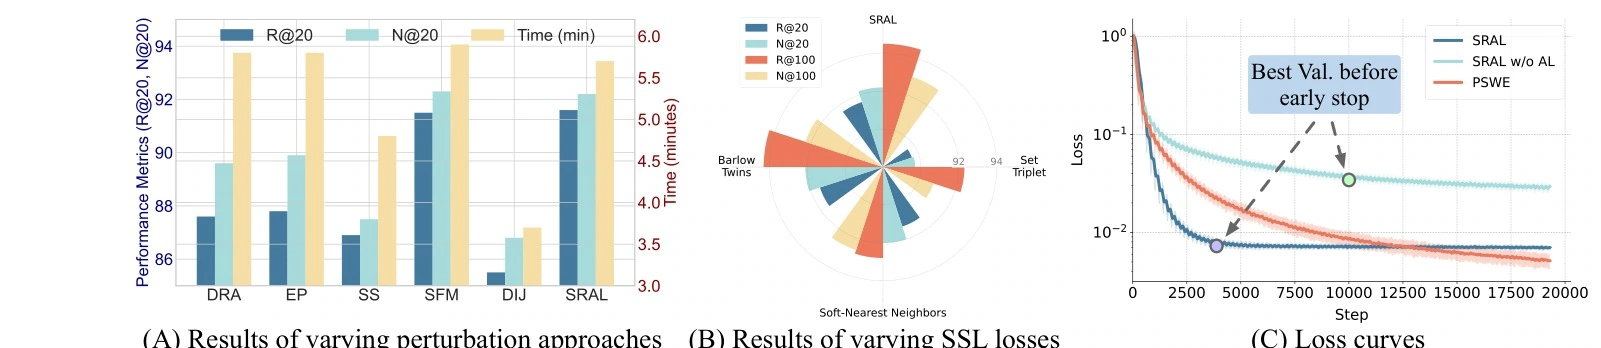 Performance Metrics (R@20, N@20)
94
92
90
88
86
R@20
N@20
Time (min)
6.0
5.5
5.0
4.5
4.0
3.5
3.0
Time (minutes)
DRA
EP
SS
SFM
DIJ
SRAL
(A) Results of varying perturbation approaches
R@20
N@20
R@100
N@100
SRAL
Barlow
Twins
92
94
Set
Triplet
Soft-Nearest Neighbors
(B) Results of varying SSL losses
Loss
10⁰
10⁻¹
10⁻²
Best Val. before
early stop
SRAL
SRAL w/o AL
PSWE
0
2500
5000
7500
10000
12500
15000
17500
20000
Step
(C) Loss curves